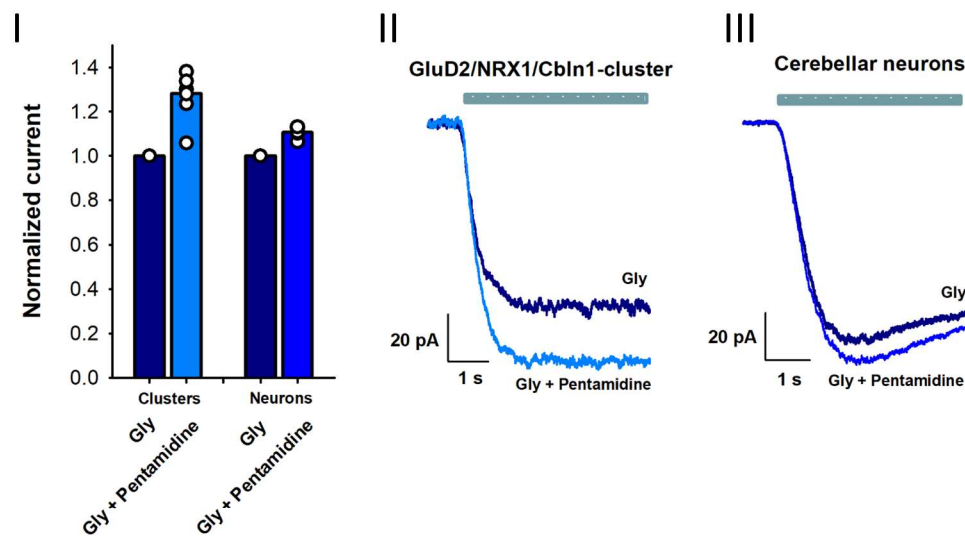 I
Normalized current
1.4
1.2
1.0
0.8
0.6
0.4
0.2
0.0
Clusters
Neurons
Gly
Gly + Pentamidine
Gly
Gly + Pentamidine
II
GluD2/NRX1/Cbln1-cluster
Gly
20 pA
1 s
Gly + Pentamidine
III
Cerebellar neurons
Gly
20 pA
1 s
Gly + Pentamidine